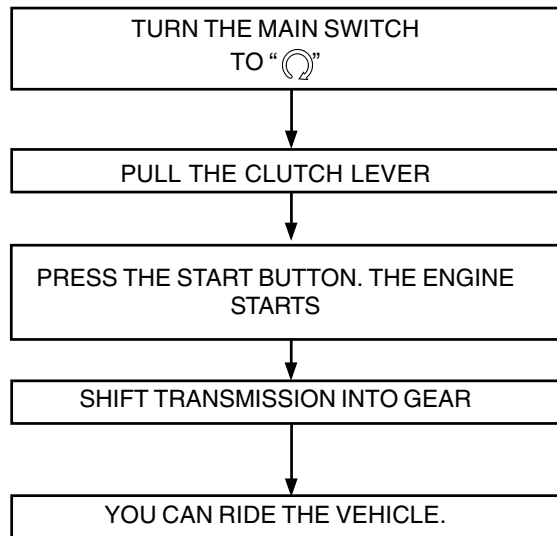 TURN THE MAIN SWITCH
TO “ ”
PULL THE CLUTCH LEVER
PRESS THE START BUTTON. THE ENGINE
STARTS
SHIFT TRANSMISSION INTO GEAR
YOU CAN RIDE THE VEHICLE.